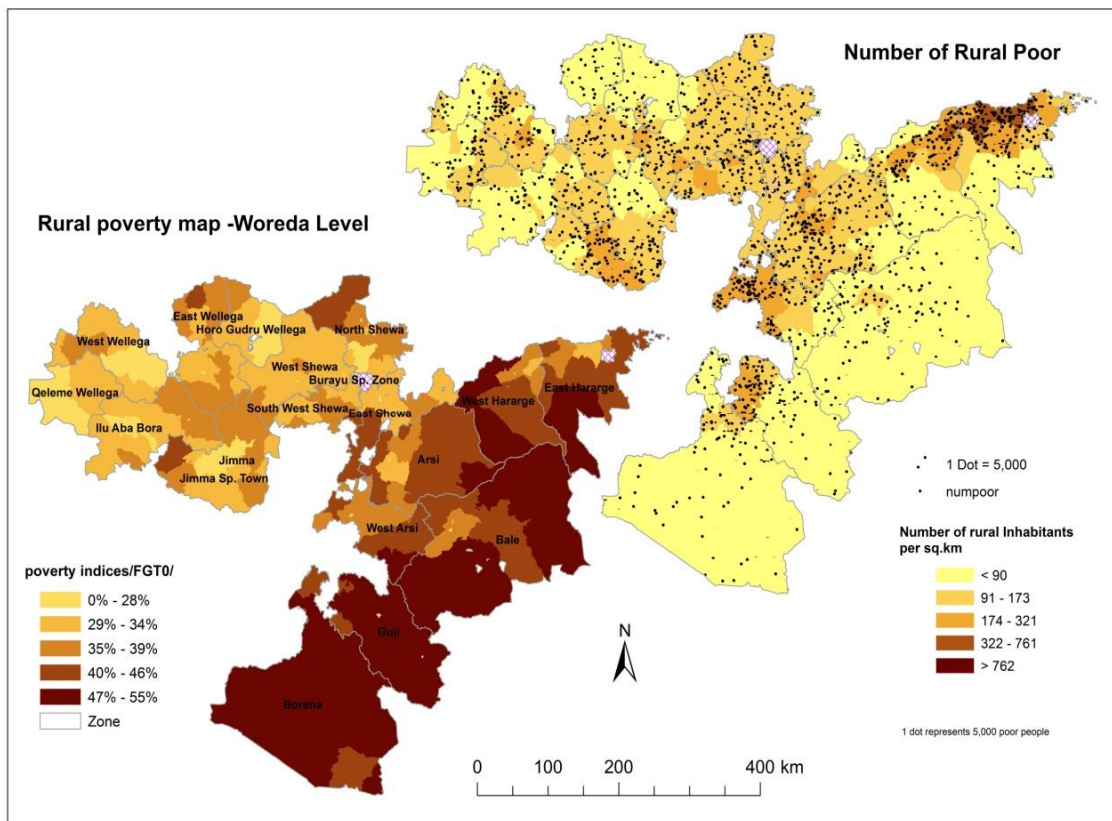 Number of Rural Poor
Rural poverty map -Woreda Level
East Wellega
Horo Gudru Wellega
North Shewa
West Wellega
West Shewa
Burayu Sp. Zone
Qeleme Wellega
South West Shewa
East Shewa
West Hararge
East Hararge
Ilu Aba Bora
Jimma
Jimma Sp. Town
Arsi
West Arsi
Bale
Guji
Borena
poverty indices/FGT0/
0% - 28%
29% - 34%
35% - 39%
40% - 46%
47% - 55%
Zone
N
0 100 200 400 km
1 Dot = 5,000
numpoor
Number of rural Inhabitants
per sq.km
< 90
91 - 173
174 - 321
322 - 761
> 762
1 dot represents 5,000 poor people